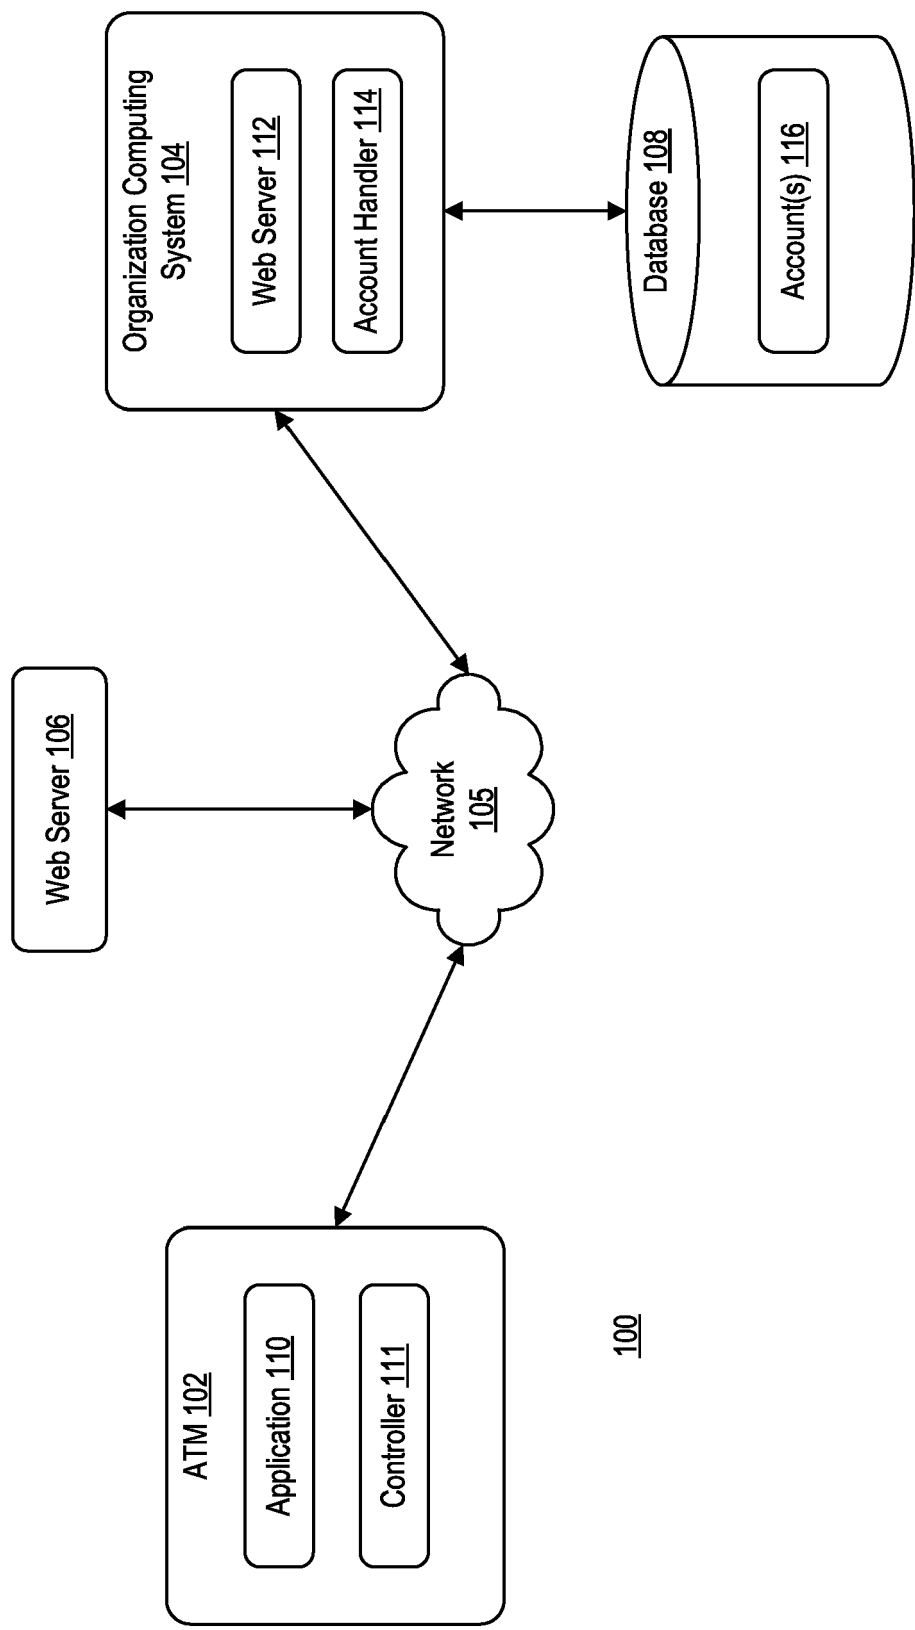 Web Server 106
Organization Computing
System 104
Web Server 112
Account Handler 114
ATM 102
Application 110
Controller 111
Network
105
Database 108
Account(s) 116
100